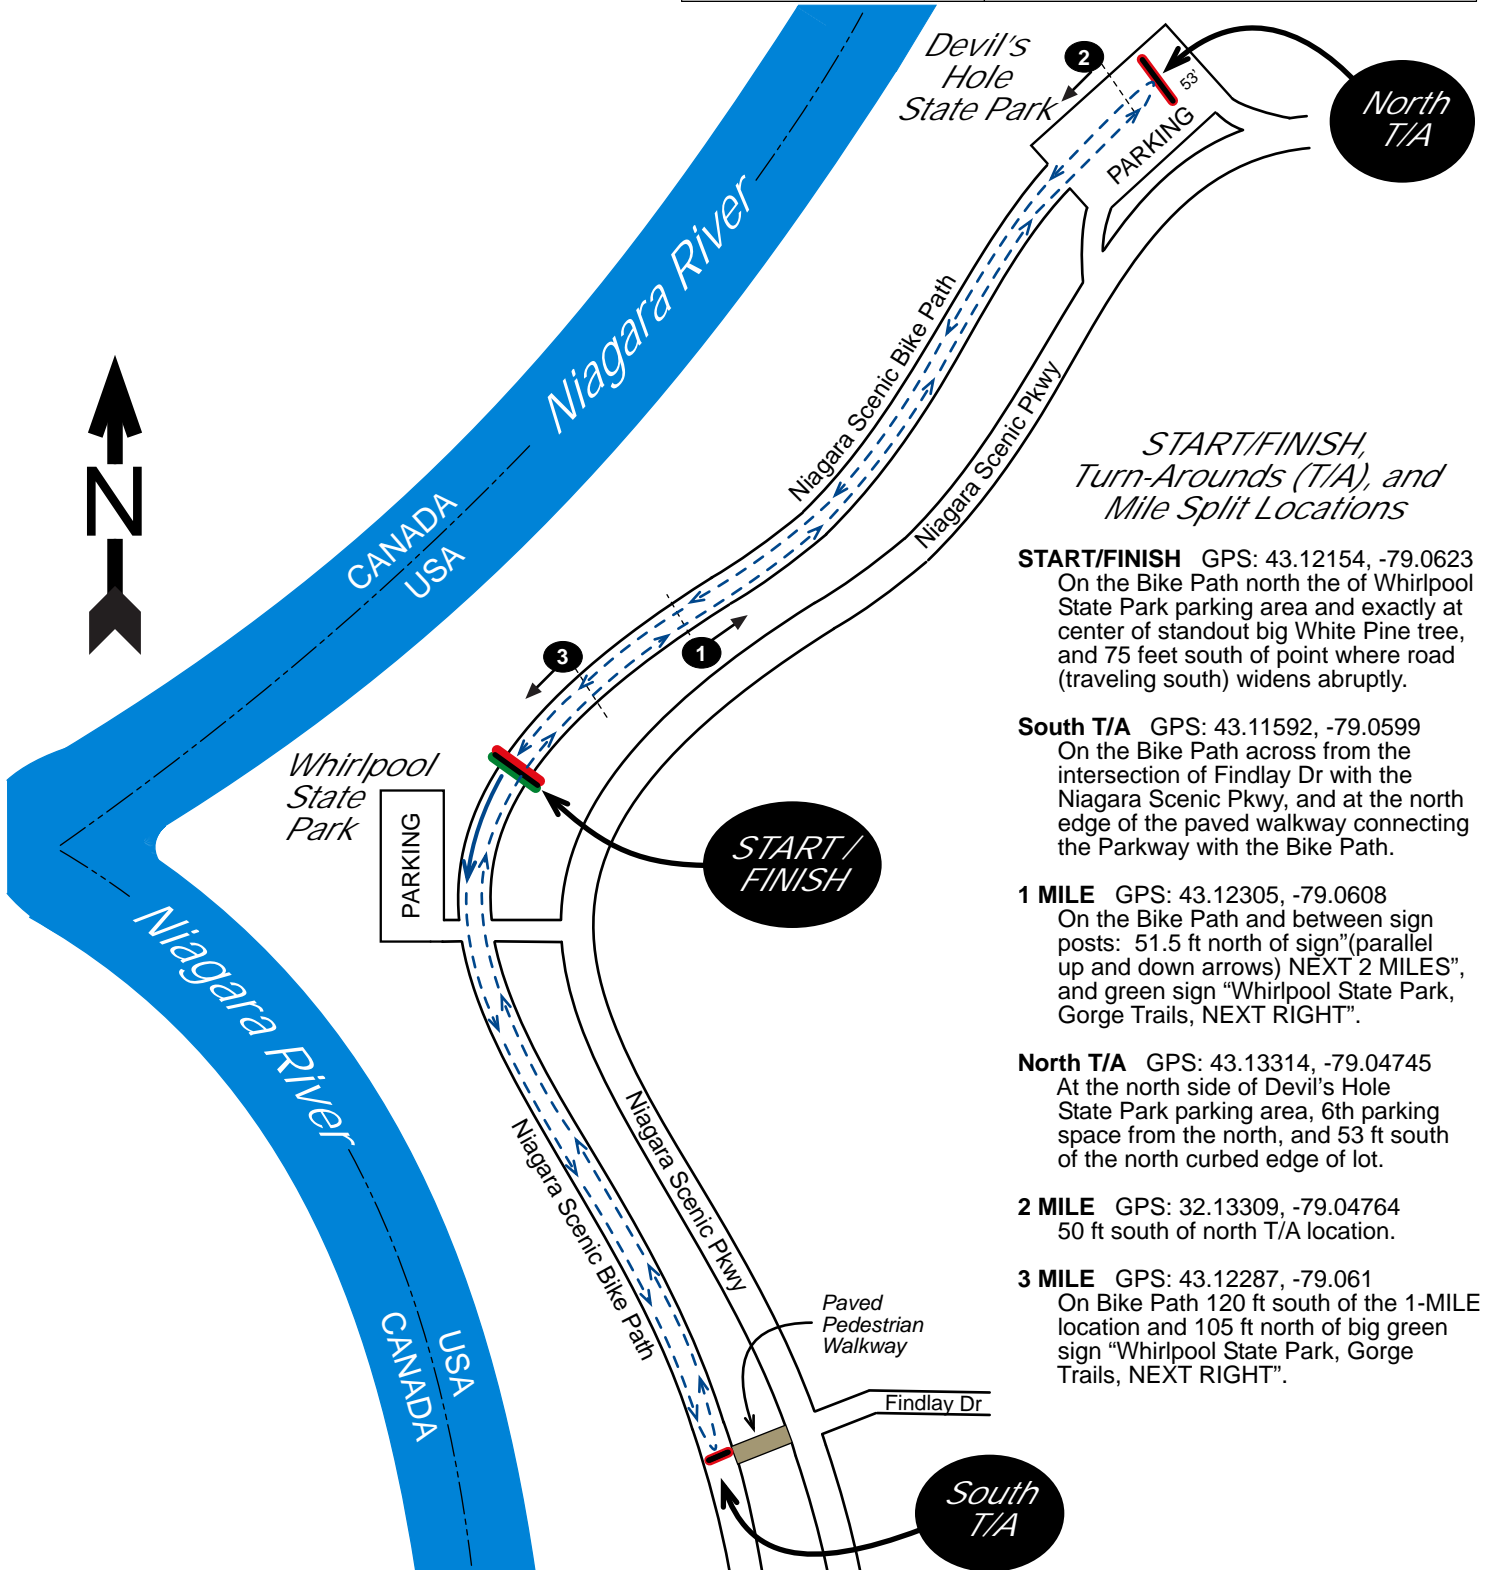 Devil's
Hole
State Park
2
53'
PARKING
North
T/A
Niagara River
Niagara Scenic Bike Path
Niagara Scenic Pkwy
N
CANADA
USA
3
1
Whirlpool
State
Park
PARKING
START /
FINISH
Niagara River
Niagara Scenic Bike Path
Niagara Scenic Pkwy
USA
CANADA
Paved
Pedestrian
Walkway
Findlay Dr
South
T/A
START/FINISH,
Turn-Arounds (T/A), and
Mile Split Locations
START/FINISH GPS: 43.12154, -79.0623
On the Bike Path north the of Whirlpool
State Park parking area and exactly at
center of standout big White Pine tree,
and 75 feet south of point where road
(traveling south) widens abruptly.
South T/A GPS: 43.11592, -79.0599
On the Bike Path across from the
intersection of Findlay Dr with the
Niagara Scenic Pkwy, and at the north
edge of the paved walkway connecting
the Parkway with the Bike Path.
1 MILE GPS: 43.12305, -79.0608
On the Bike Path and between sign
posts: 51.5 ft north of sign”(parallel
up and down arrows) NEXT 2 MILES”,
and green sign “Whirlpool State Park,
Gorge Trails, NEXT RIGHT”.
North T/A GPS: 43.13314, -79.04745
At the north side of Devil’s Hole
State Park parking area, 6th parking
space from the north, and 53 ft south
of the north curbed edge of lot.
2 MILE GPS: 32.13309, -79.04764
50 ft south of north T/A location.
3 MILE GPS: 43.12287, -79.061
On Bike Path 120 ft south of the 1-MILE
location and 105 ft north of big green
sign “Whirlpool State Park, Gorge
Trails, NEXT RIGHT”.